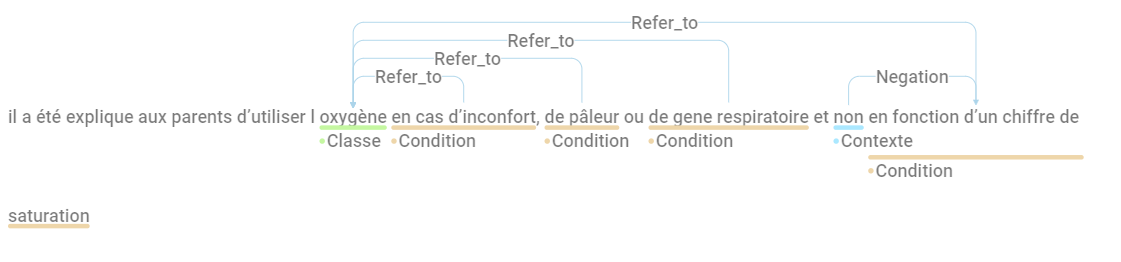 Refer_to
Refer_to
Refer_to
Refer_to Negation
il a été explique aux parents d’utiliser l oxygène en cas d’inconfort, de pâleur ou de gene respiratoire et non en fonction d’un chiffre de
Classe Condition Condition Condition Contexte
Condition
saturation